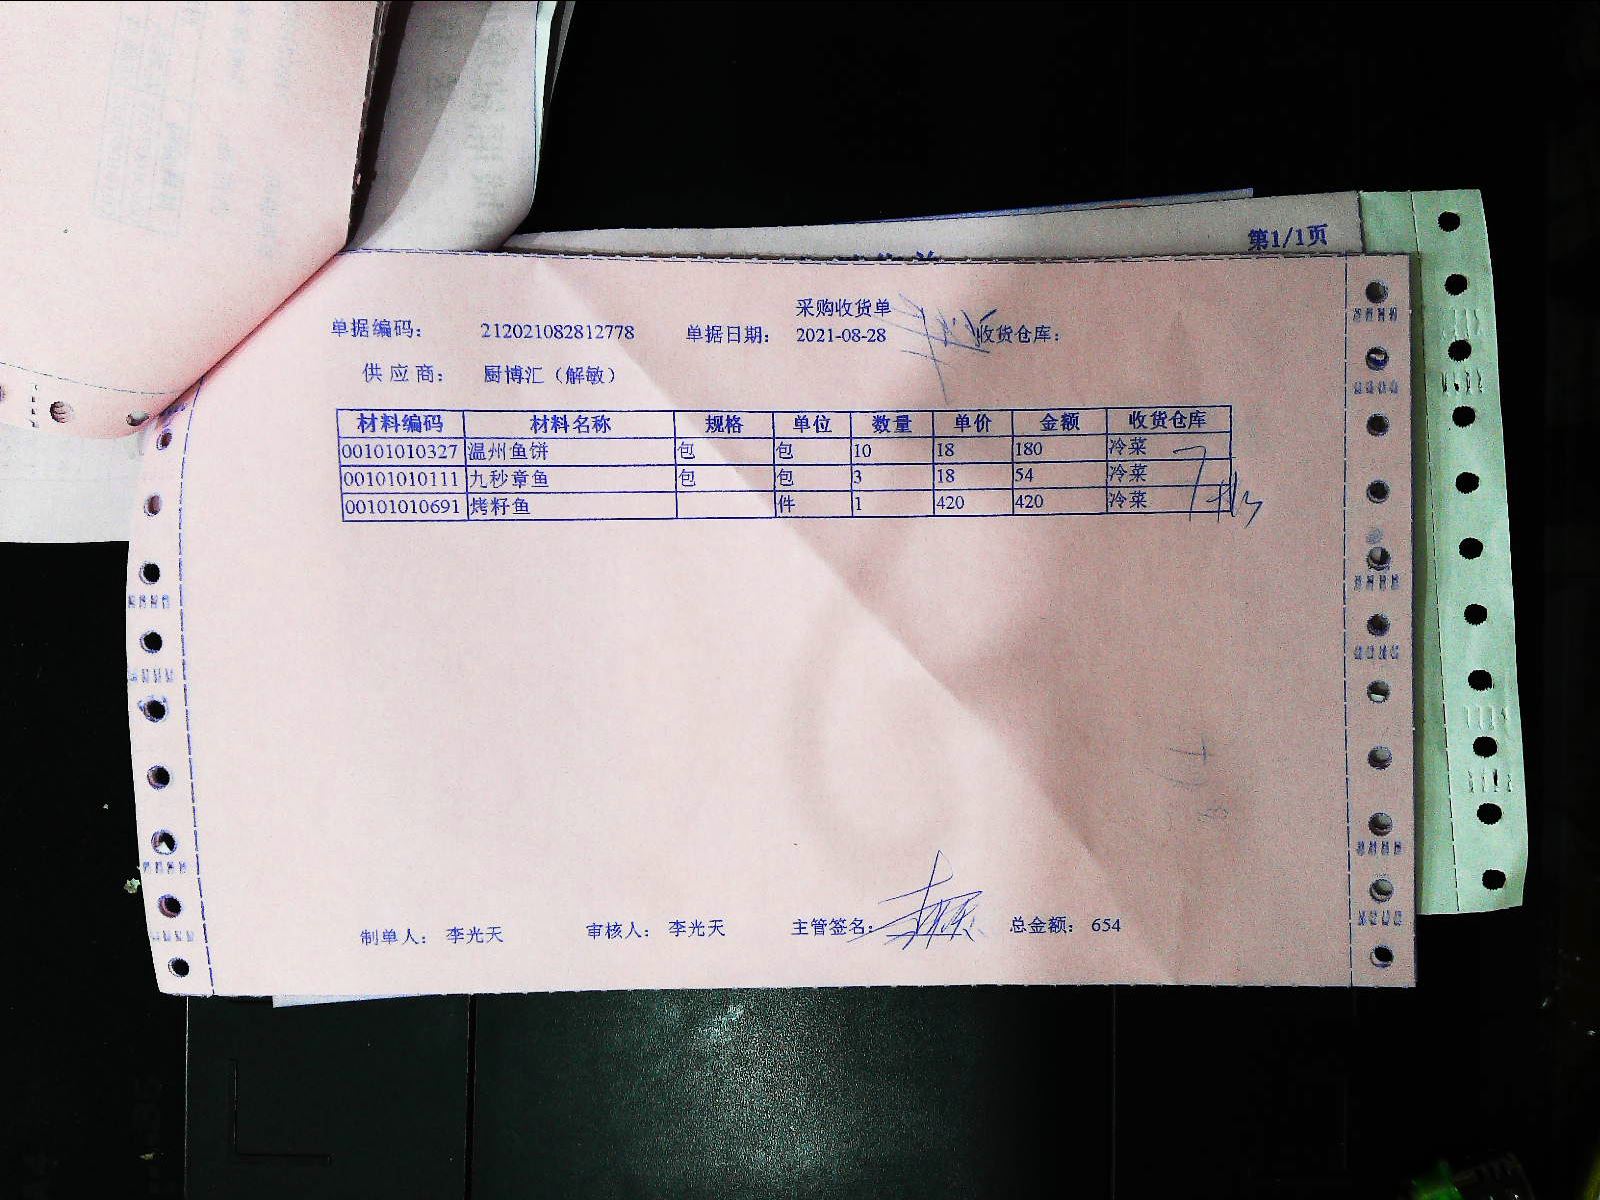 第1/1页
采购收货单
单据编码： 212021082812778 单据日期： 2021-08-28 收货仓库：
供应商： 厨博汇（解敏）
材料编码 材料名称 规格 单位 数量 单价 金额 收货仓库
00101010327 温州鱼饼 包 包 10 18 180 冷菜
00101010111 九秒章鱼 包 包 3 18 54 冷菜
00101010691 烤籽鱼 件 1 420 420 冷菜
制单人： 李光天 审核人： 李光天 主管签名： 总金额： 654